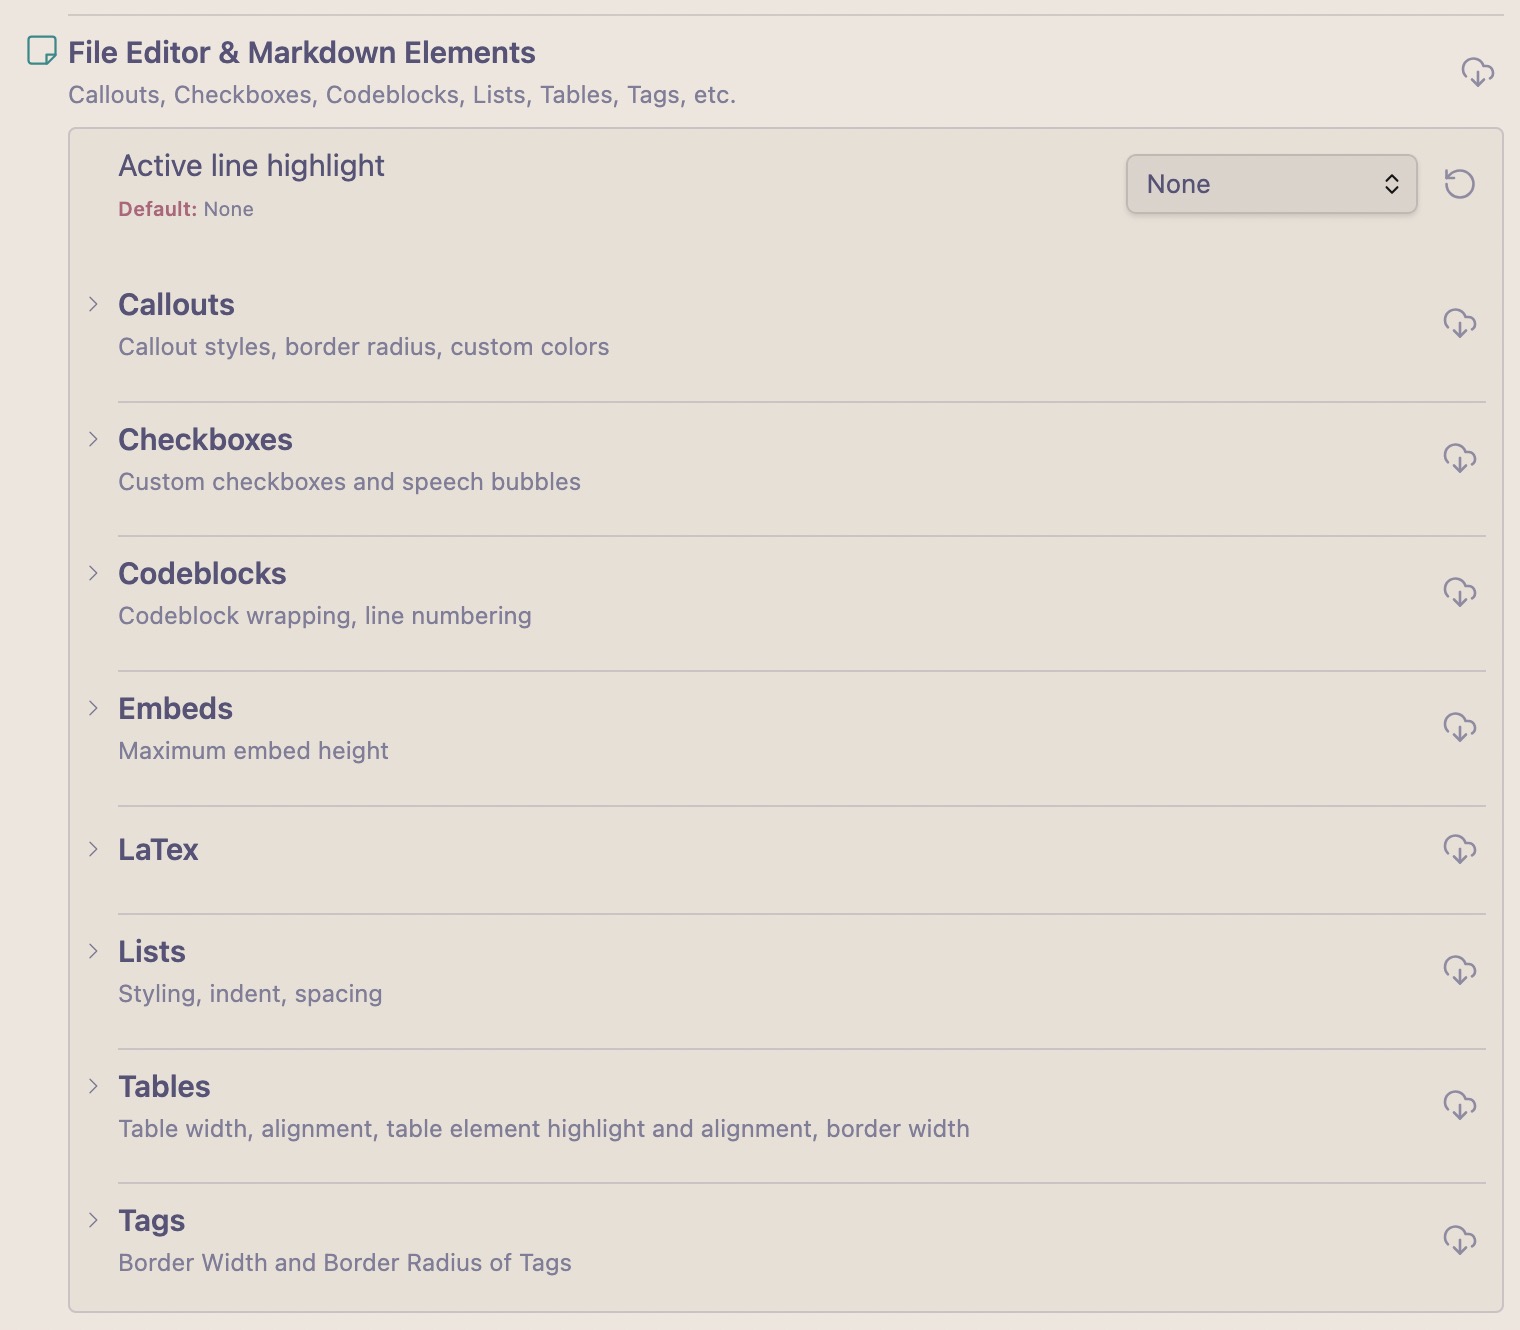 File Editor & Markdown Elements
Callouts, Checkboxes, Codeblocks, Lists, Tables, Tags, etc.
Active line highlight
None
Default: None
Callouts
Callout styles, border radius, custom colors
Checkboxes
Custom checkboxes and speech bubbles
Codeblocks
Codeblock wrapping, line numbering
Embeds
Maximum embed height
LaTex
Lists
Styling, indent, spacing
Tables
Table width, alignment, table element highlight and alignment, border width
Tags
Border Width and Border Radius of Tags